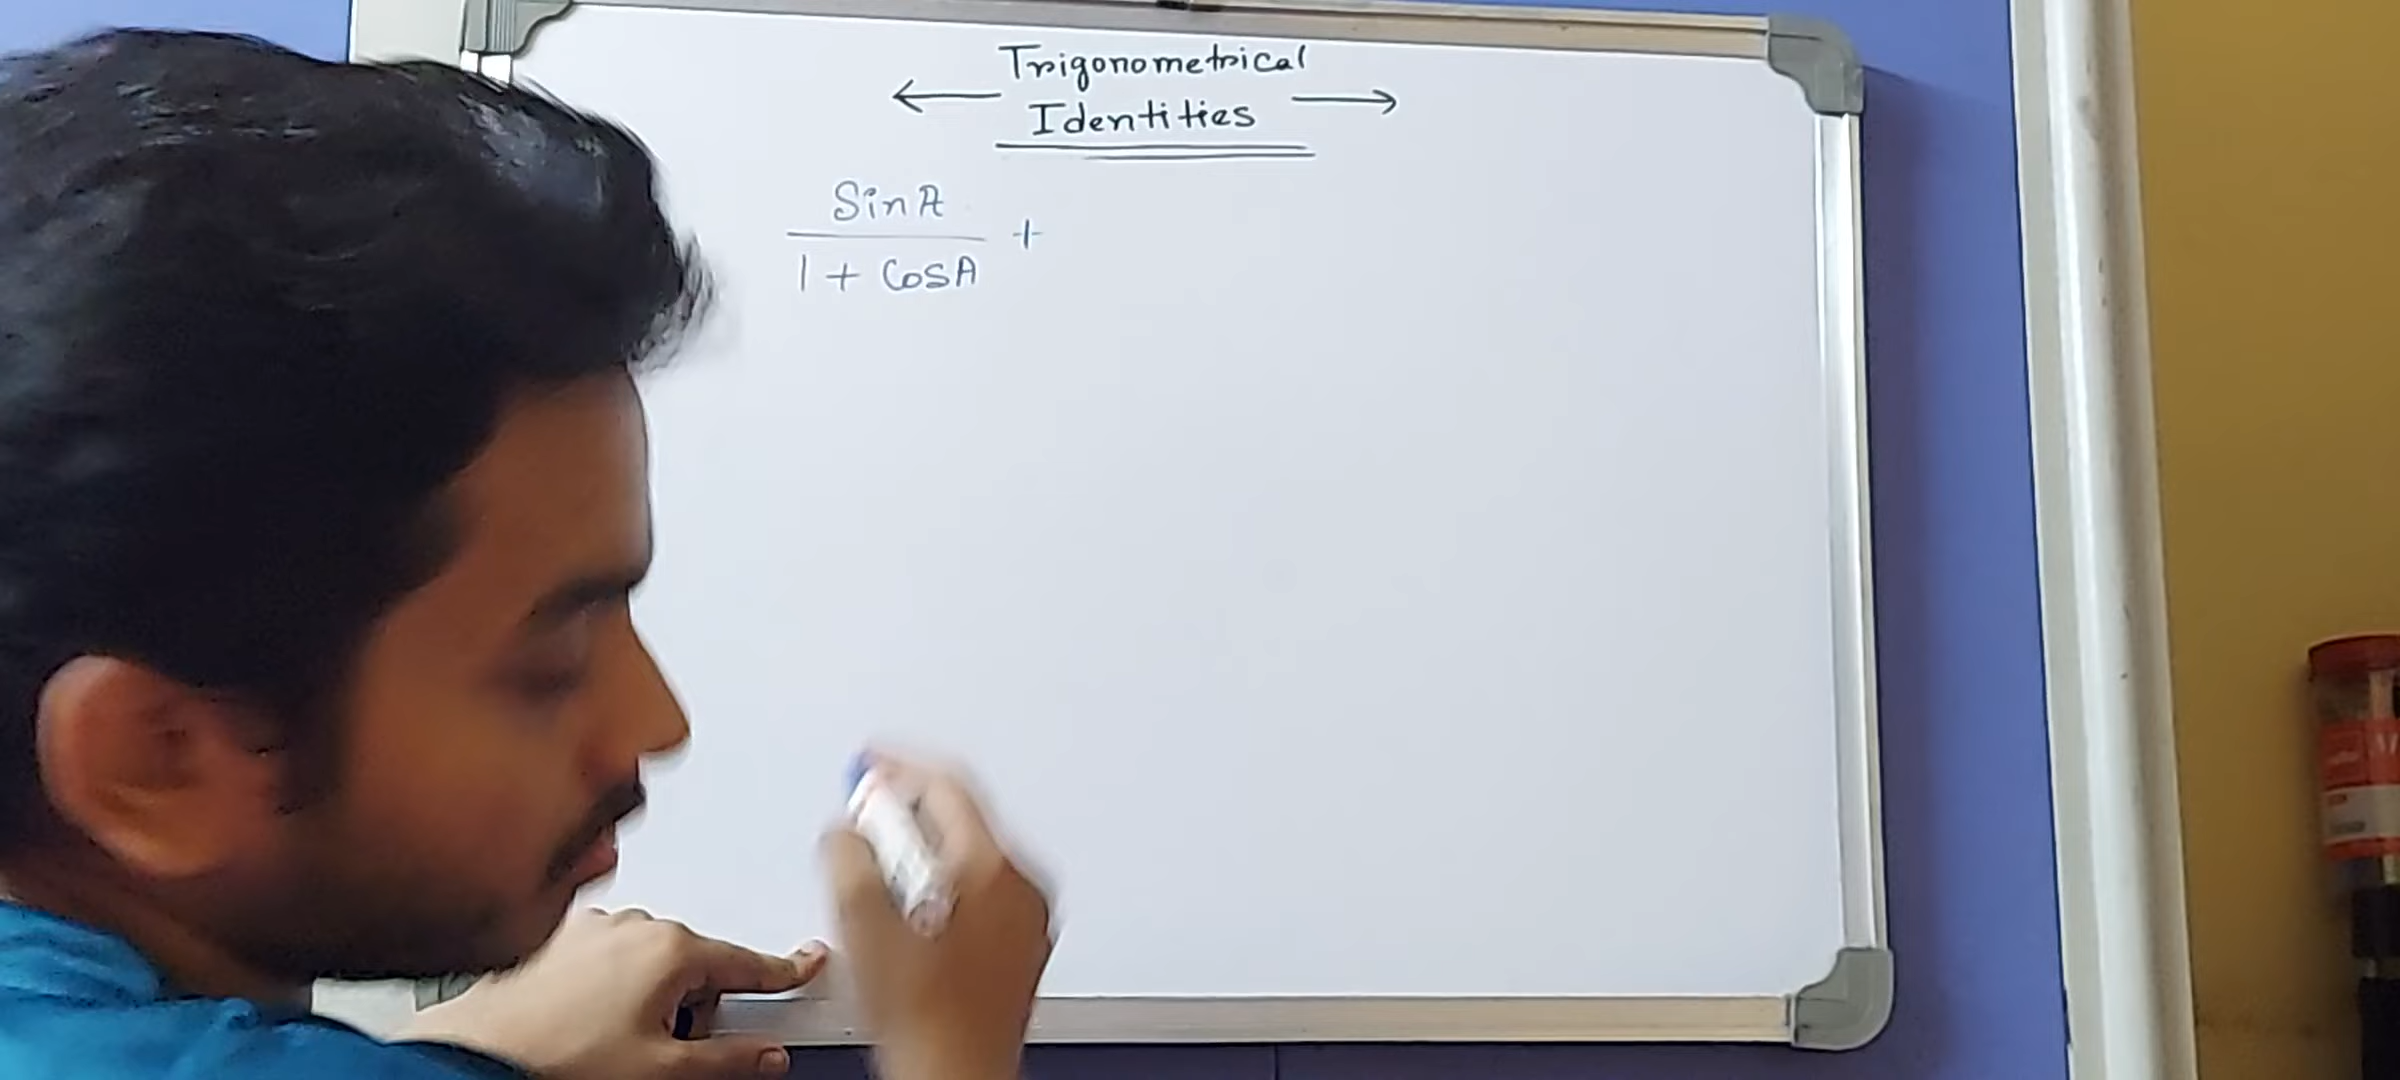 Trigonometrical
← Identities →
SinA
1 + CosA
+